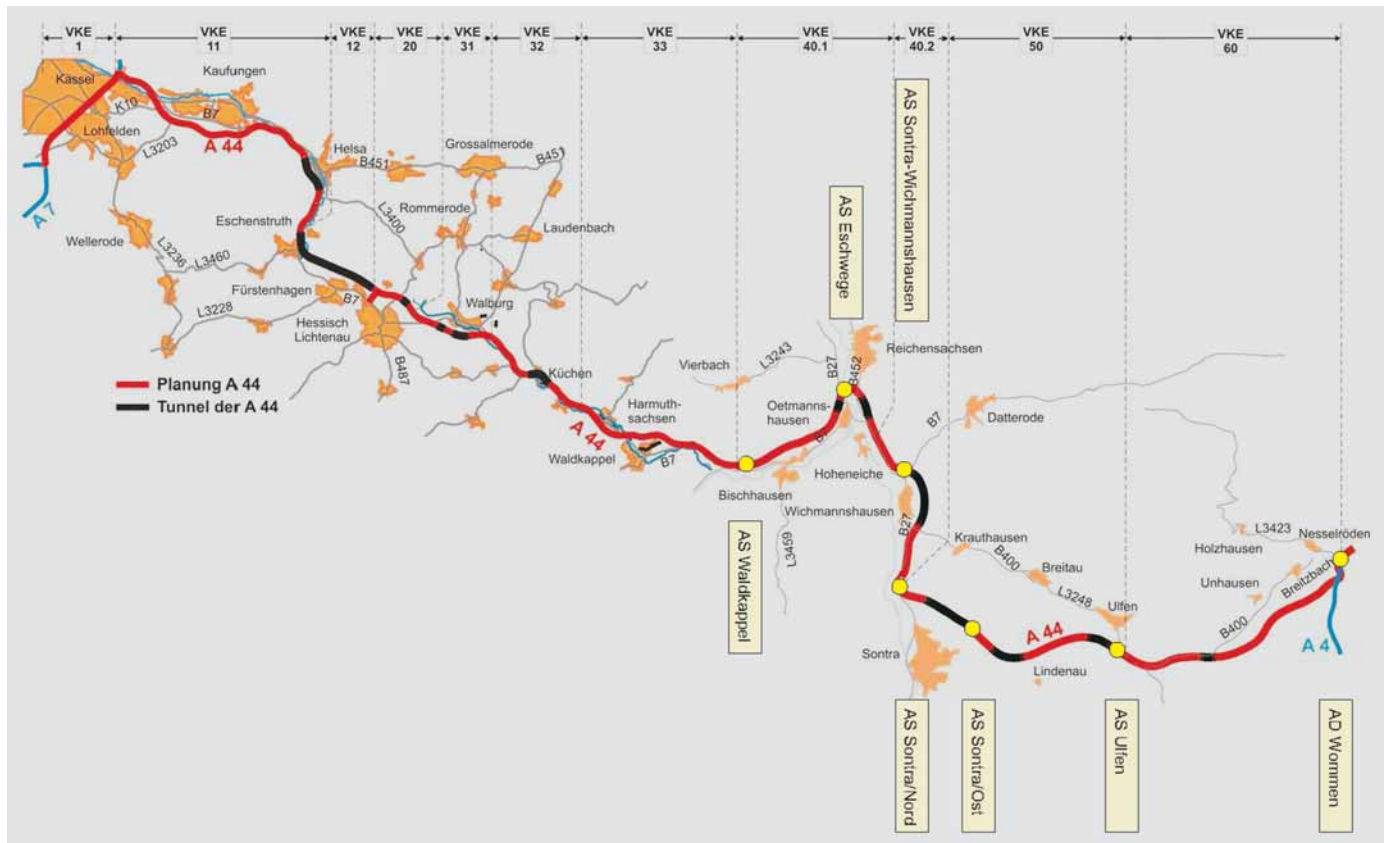 VKE
1
VKE
11
VKE
12
VKE
20
VKE
31
VKE
32
VKE
33
VKE
40.1
VKE
40.2
VKE
50
VKE
60
Kassel
Kaufungen
K10
B7
Lohfelden
L3203
A 44
Helsa
B451
Grossalmerode
B451
A 7
Eschenstruth
L3400
Rommerode
Laudenbach
Wellerode
L3236
L3460
Fürstenhagen
B7
L3228
Hessisch
Lichtenau
Walburg
B487
Küchen
Planung A 44
Tunnel der A 44
Harmuth-
sachsen
A 44
Waldkappel
B7
Vierbach
L3243
B27
B452
Reichensachsen
AS Eschwege
AS Sontra-Wichmannshausen
Oetmanns-
hausen
B7
B7
Datterode
Hoheneiche
Bischhausen
Wichmannshausen
B27
L3459
AS Waldkappel
Krauthausen
B400
Breitau
L3248
Ulfen
L3423
Nesselröden
Holzhausen
Unhausen
Breitzbach
B400
A 44
A 4
Sontra
Lindenau
AS Sontra/Nord
AS Sontra/Ost
AS Ulfen
AD Wommen